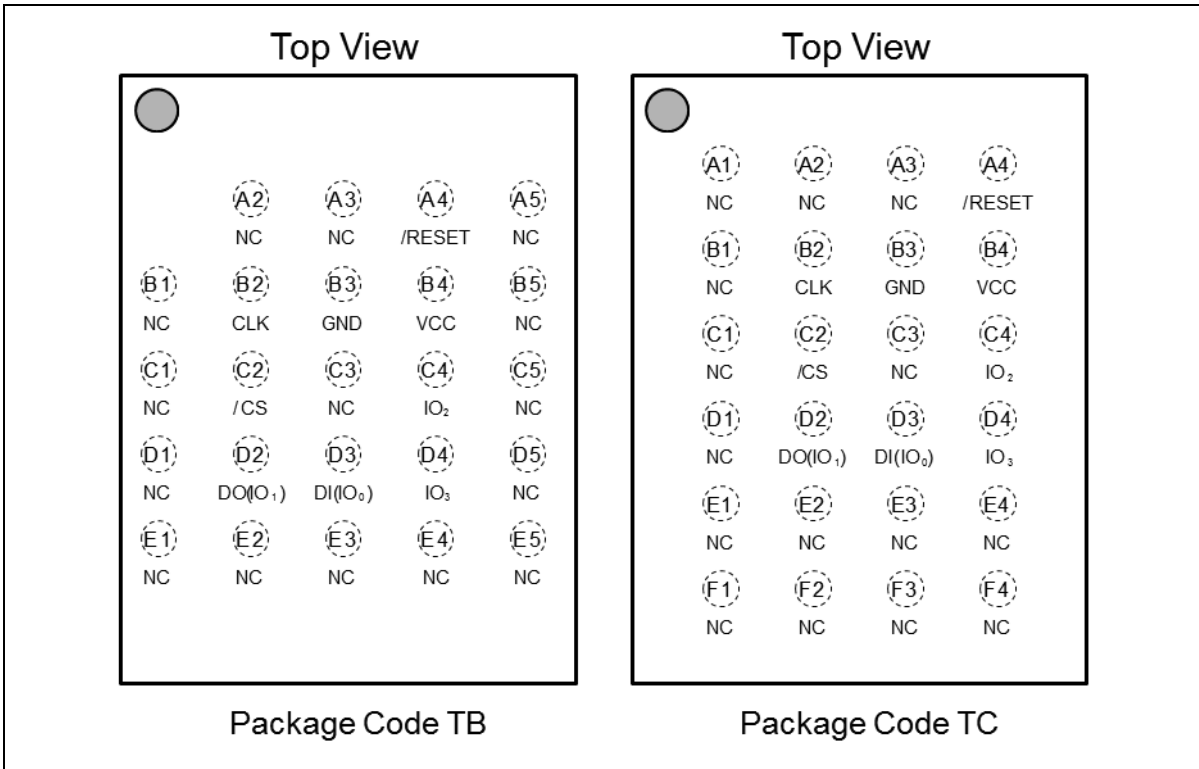 Top View
A2 A3 A4 A5
NC NC /RESET NC
B1 B2 B3 B4 B5
NC CLK GND VCC NC
C1 C2 C3 C4 C5
NC /CS NC IO₂ NC
D1 D2 D3 D4 D5
NC DO(IO₁) DI(IO₀) IO₃ NC
E1 E2 E3 E4 E5
NC NC NC NC NC
Package Code TB
Top View
A1 A2 A3 A4
NC NC NC /RESET
B1 B2 B3 B4
NC CLK GND VCC
C1 C2 C3 C4
NC /CS NC IO₂
D1 D2 D3 D4
NC DO(IO₁) DI(IO₀) IO₃
E1 E2 E3 E4
NC NC NC NC
F1 F2 F3 F4
NC NC NC NC
Package Code TC